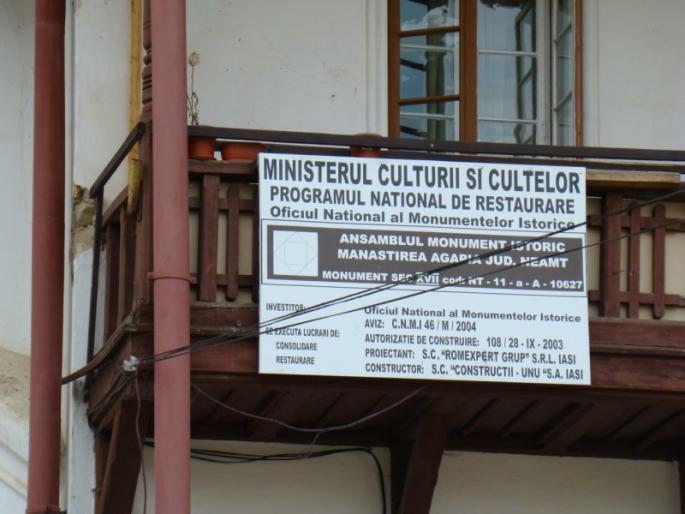 MINISTERUL CULTURII SI CULTELOR
PROGRAMUL NATIONAL DE RESTAURARE
Oficiul National al Monumentelor Istorice
ANSAMBLUL MONUMENT ISTORIC
MANASTIREA AGAPIA JUD. NEAMT
MONUMENT SEC XVII cod: NT - 11 - a - A - 10627
INVESTITOR: Oficiul National al Monumentelor Istorice
AVIZ: C.N.M.I 46 / M / 2004
SE EXECUTA LUCRARI DE: AUTORIZATIE DE CONSTRUIRE: 108 / 28 - IX - 2003
CONSOLIDARE PROIECTANT: S.C. "ROMEXPERT GRUP" S.R.L. IASI
RESTAURARE CONSTRUCTOR: S.C. "CONSTRUCTII - UNU "S.A. IASI